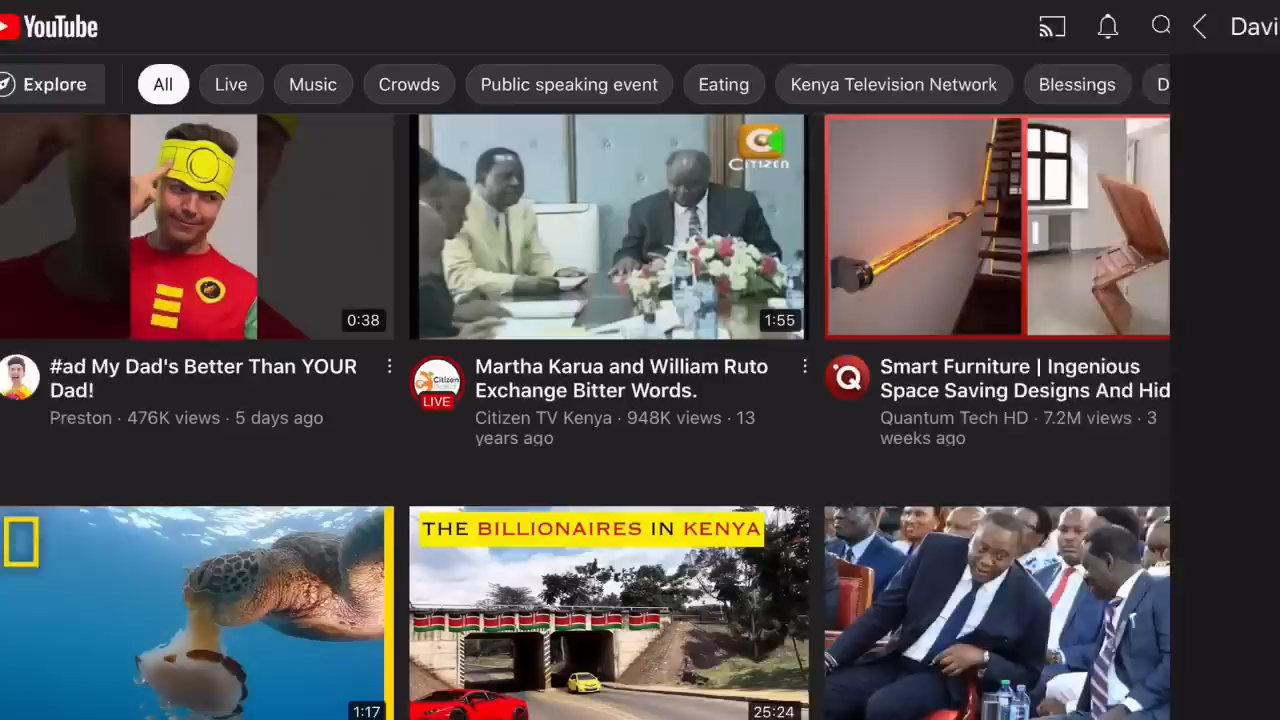 YouTube
Davi
Explore
All
Live
Music
Crowds
Public speaking event
Eating
Kenya Television Network
Blessings
D
CITIZEN
0:38
1:55
#ad My Dad's Better Than YOUR
Dad!
Preston · 476K views · 5 days ago
Citizen
LIVE
Martha Karua and William Ruto
Exchange Bitter Words.
Citizen TV Kenya · 948K views · 13
years ago
Smart Furniture | Ingenious
Space Saving Designs And Hid
Quantum Tech HD · 7.2M views · 3
weeks ago
THE BILLIONAIRES IN KENYA
1:17
25:24